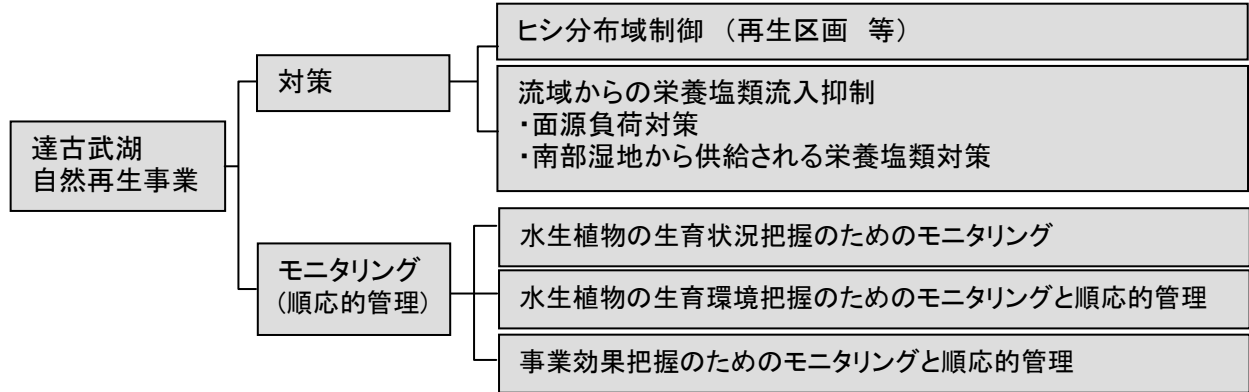 達古武湖
自然再生事業
対策
ヒシ分布域制御　（再生区画　等）
流域からの栄養塩類流入抑制
・面源負荷対策
・南部湿地から供給される栄養塩類対策
モニタリング
(順応的管理)
水生植物の生育状況把握のためのモニタリング
水生植物の生育環境把握のためのモニタリングと順応的管理
事業効果把握のためのモニタリングと順応的管理